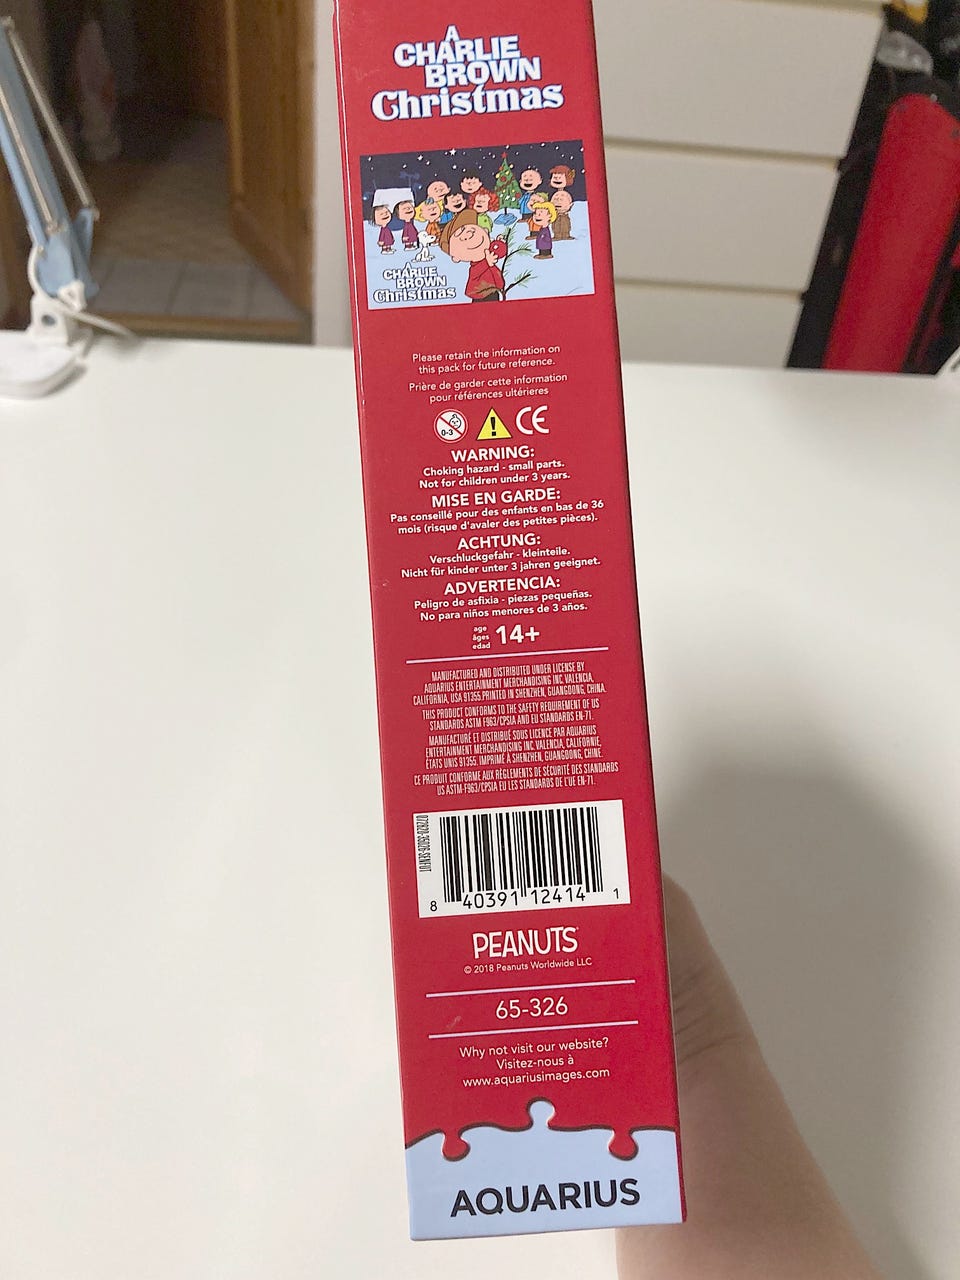 A
CHARLIE
BROWN
Christmas
A
CHARLIE
BROWN
Christmas
Please retain the information on
this pack for future reference.
Prière de garder cette information
pour références ultérieures
0-3
CE
WARNING:
Choking hazard - small parts.
Not for children under 3 years.
MISE EN GARDE:
Pas conseillé pour des enfants en bas de 36
mois (risque d'avaler des petites pièces).
ACHTUNG:
Verschluckgefahr - kleinteile.
Nicht für kinder unter 3 jahren geeignet.
ADVERTENCIA:
Peligro de asfixia - piezas pequeñas.
No para niños menores de 3 años.
age
âges
edad
14+
MANUFACTURED AND DISTRIBUTED UNDER LICENSE BY
AQUARIUS ENTERTAINMENT MERCHANDISING INC. VALENCIA,
CALIFORNIA, USA 91355.PRINTED IN SHENZHEN, GUANGDONG, CHINA.
THIS PRODUCT CONFORMS TO THE SAFETY REQUIREMENT OF US
STANDARDS ASTM F963/CPSIA AND EU STANDARDS EN-71.
MANUFACTURÉ ET DISTRIBUÉ SOUS LICENCE PAR AQUARIUS
ENTERTAINMENT MERCHANDISING INC. VALENCIA, CALIFORNIE,
ÉTATS UNIS 91355. IMPRIMÉ À SHENZHEN, GUANGDONG, CHINE.
CE PRODUIT CONFORME AUX RÈGLEMENTS DE SÉCURITÉ DES STANDARDS
US ASTM-F963/CPSIA EU LES STANDARDS DE L'UE EN-71.
8 40391 12414 1
PEANUTS
© 2018 Peanuts Worldwide LLC
65-326
Why not visit our website?
Visitez-nous à
www.aquariusimages.com
AQUARIUS